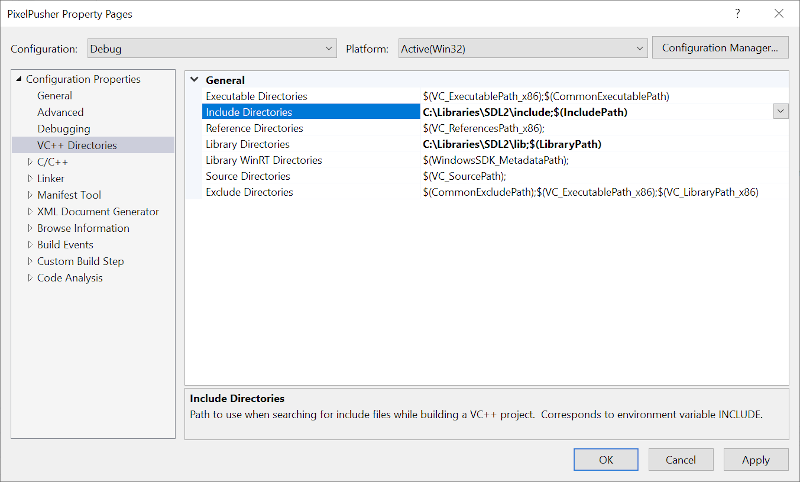 PixelPusher Property Pages
Configuration: Debug Platform: Active(Win32) Configuration Manager...
Configuration Properties
General
Advanced
Debugging
VC++ Directories
C/C++
Linker
Manifest Tool
XML Document Generator
Browse Information
Build Events
Custom Build Step
Code Analysis
General
Executable Directories $(VC_ExecutablePath_x86);$(CommonExecutablePath)
Include Directories C:\Libraries\SDL2\include;$(IncludePath)
Reference Directories $(VC_ReferencesPath_x86);
Library Directories C:\Libraries\SDL2\lib;$(LibraryPath)
Library WinRT Directories $(WindowsSDK_MetadataPath);
Source Directories $(VC_SourcePath);
Exclude Directories $(CommonExcludePath);$(VC_ExecutablePath_x86);$(VC_LibraryPath_x86)
Include Directories
Path to use when searching for include files while building a VC++ project. Corresponds to environment variable INCLUDE.
OK Cancel Apply